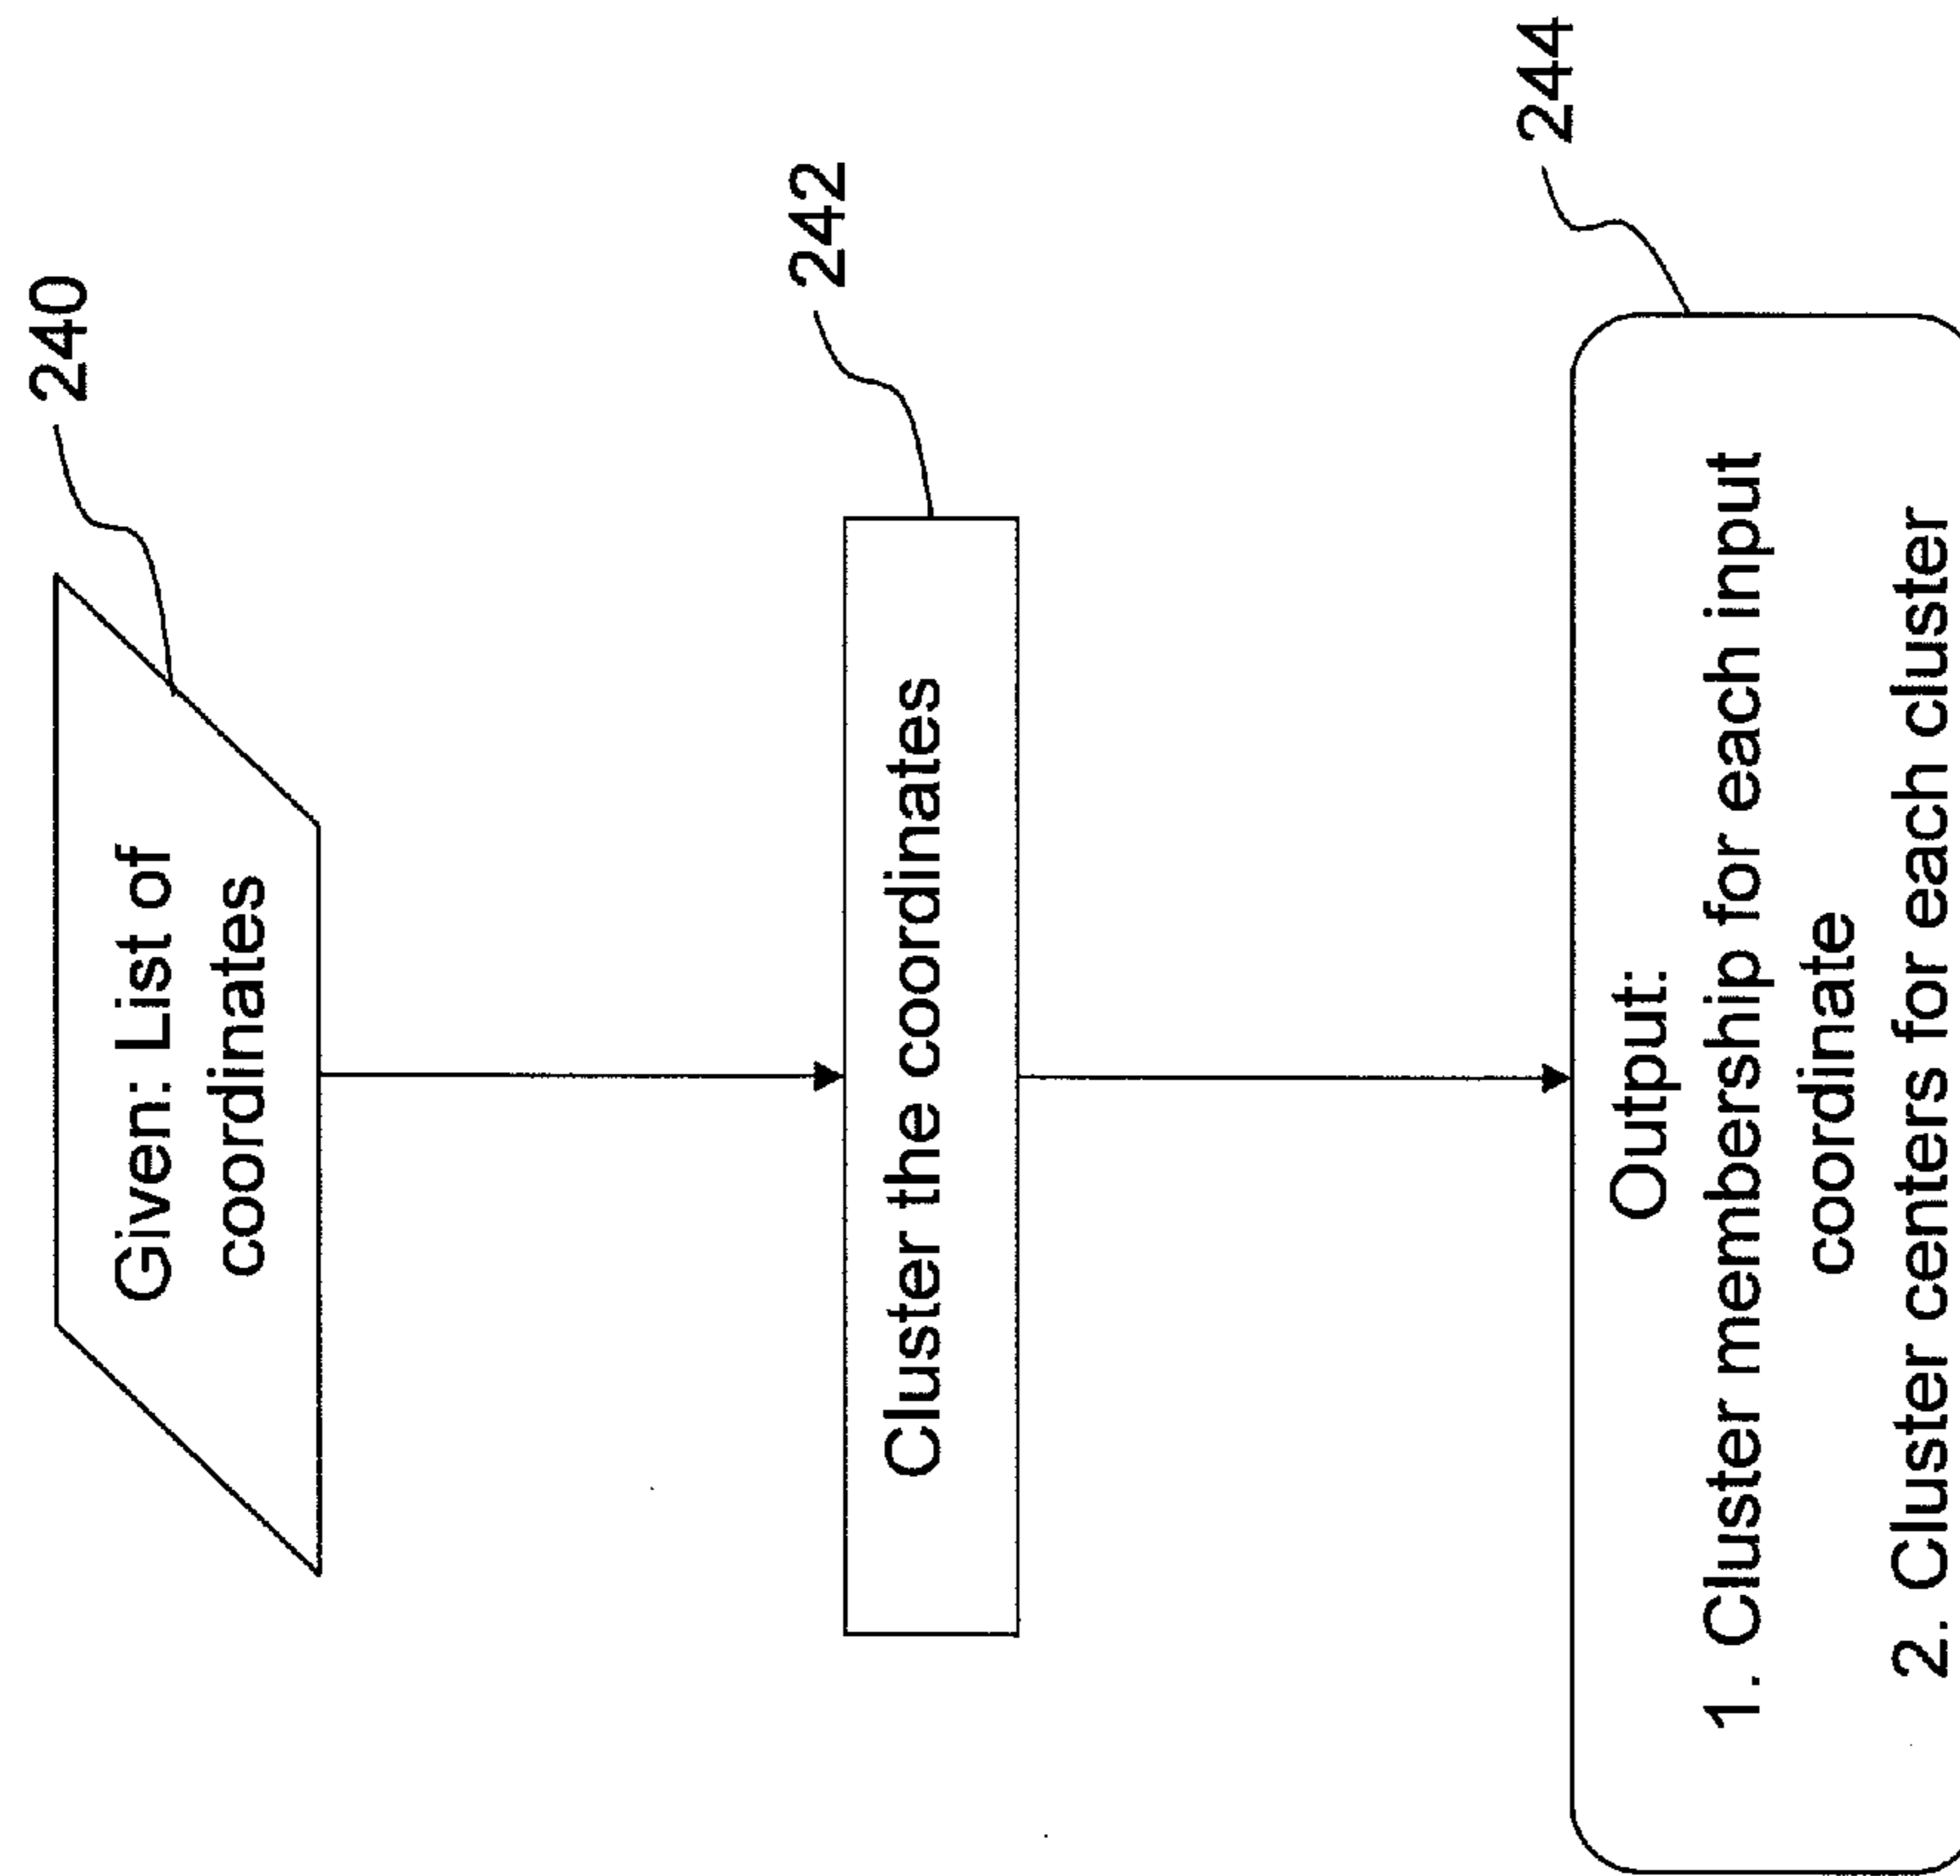 240
Given: List of
coordinates
242
Cluster the coordinates
244
Output:
1. Cluster membership for each input
coordinate
2. Cluster centers for each cluster